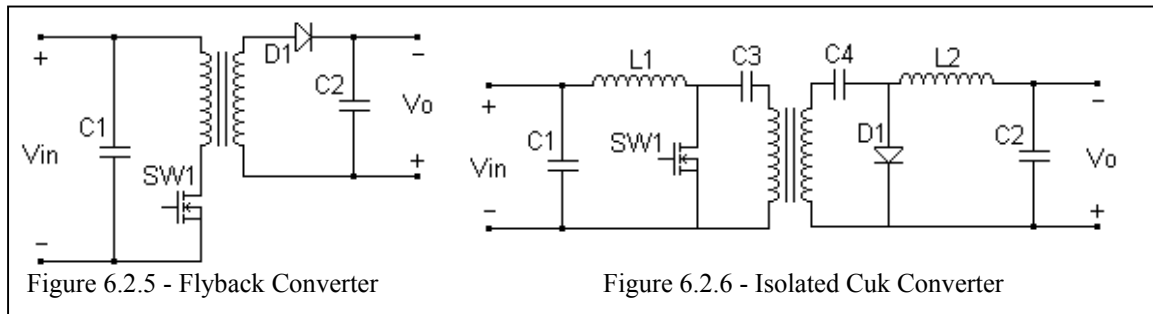 +
C1
Vin
SW1
−
D1
−
C2
Vo
+
Figure 6.2.5 - Flyback Converter
L1
C3
C4
L2
+
−
C1
SW1
D1
C2
Vin
Vo
−
+
Figure 6.2.6 - Isolated Cuk Converter